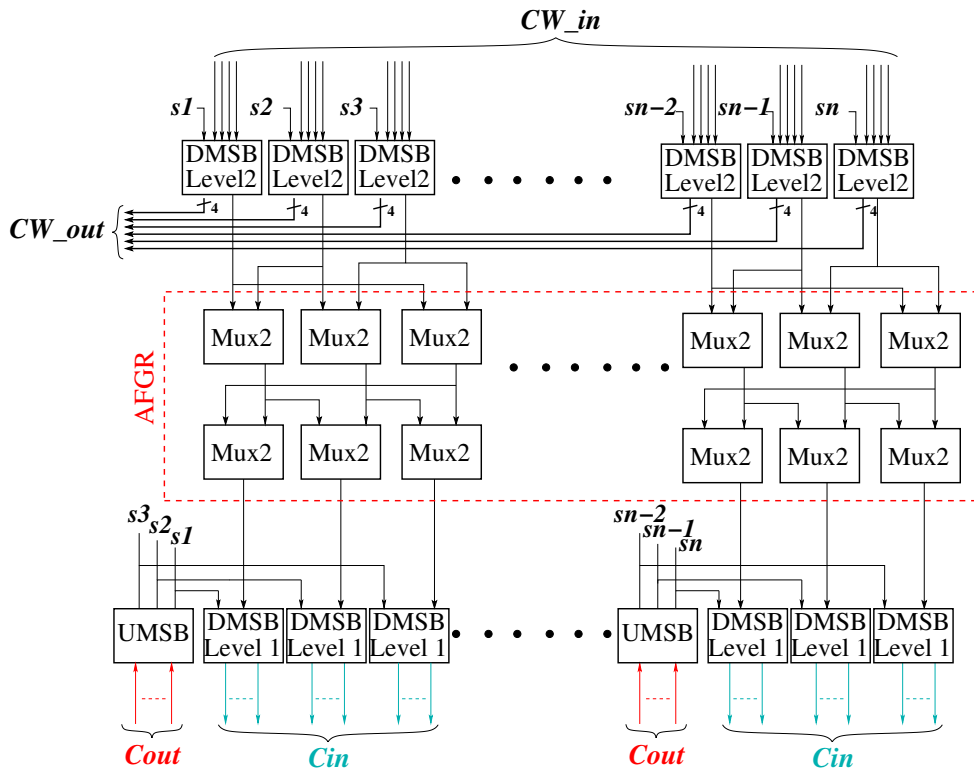 CW_in
s1 s2 s3 sn−2 sn−1 sn
DMSB Level2
DMSB Level2
DMSB Level2
DMSB Level2
DMSB Level2
DMSB Level2
4 4 4 4 4 4
CW_out
AFGR
Mux2 Mux2 Mux2 Mux2 Mux2 Mux2
Mux2 Mux2 Mux2 Mux2 Mux2 Mux2
s3 s2 s1 sn−2 sn−1 sn
UMSB
DMSB Level 1
DMSB Level 1
DMSB Level 1
UMSB
DMSB Level 1
DMSB Level 1
DMSB Level 1
Cout Cin Cout Cin